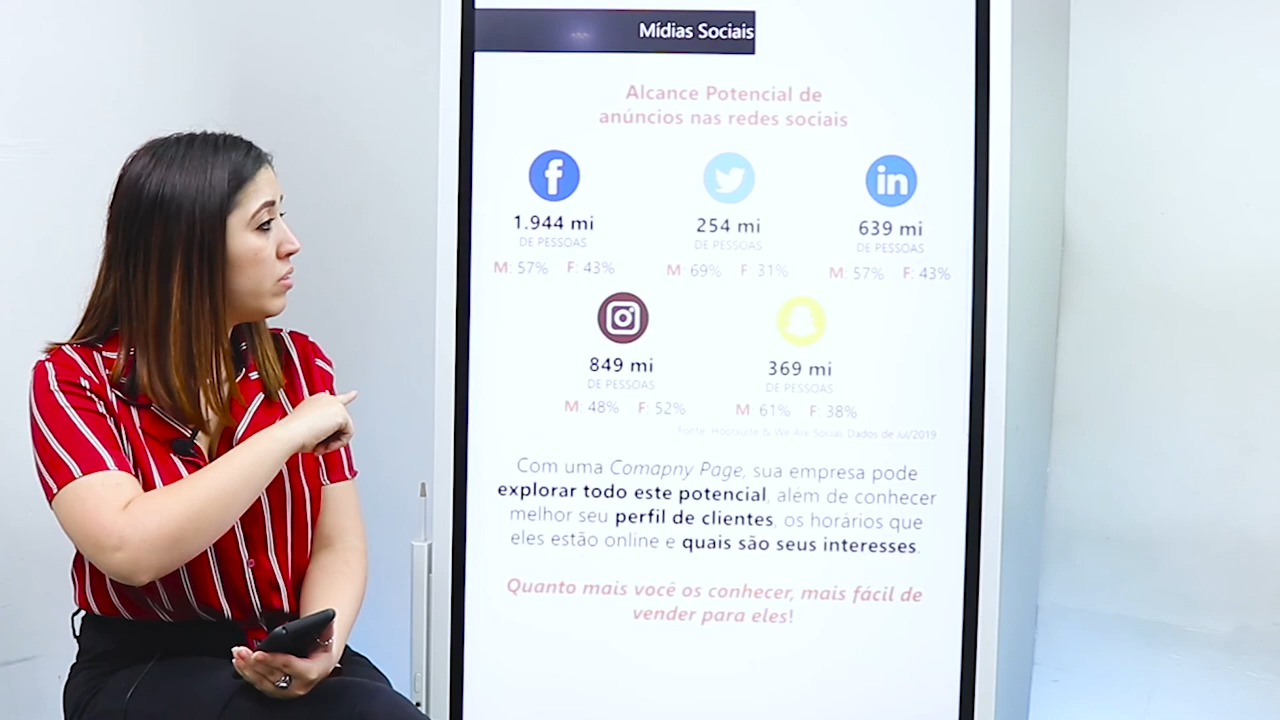 Mídias Sociais
Alcance Potencial de
anúncios nas redes sociais
1.944 mi
DE PESSOAS
M: 57% F: 43%
254 mi
DE PESSOAS
M: 69% F: 31%
639 mi
DE PESSOAS
M: 57% F: 43%
849 mi
DE PESSOAS
M: 48% F: 52%
369 mi
DE PESSOAS
M: 61% F: 38%
Fonte: Hootsuite & We Are Social. Dados de Jul/2019
Com uma Comapny Page, sua empresa pode
explorar todo este potencial, além de conhecer
melhor seu perfil de clientes, os horários que
eles estão online e quais são seus interesses.
Quanto mais você os conhecer, mais fácil de
vender para eles!